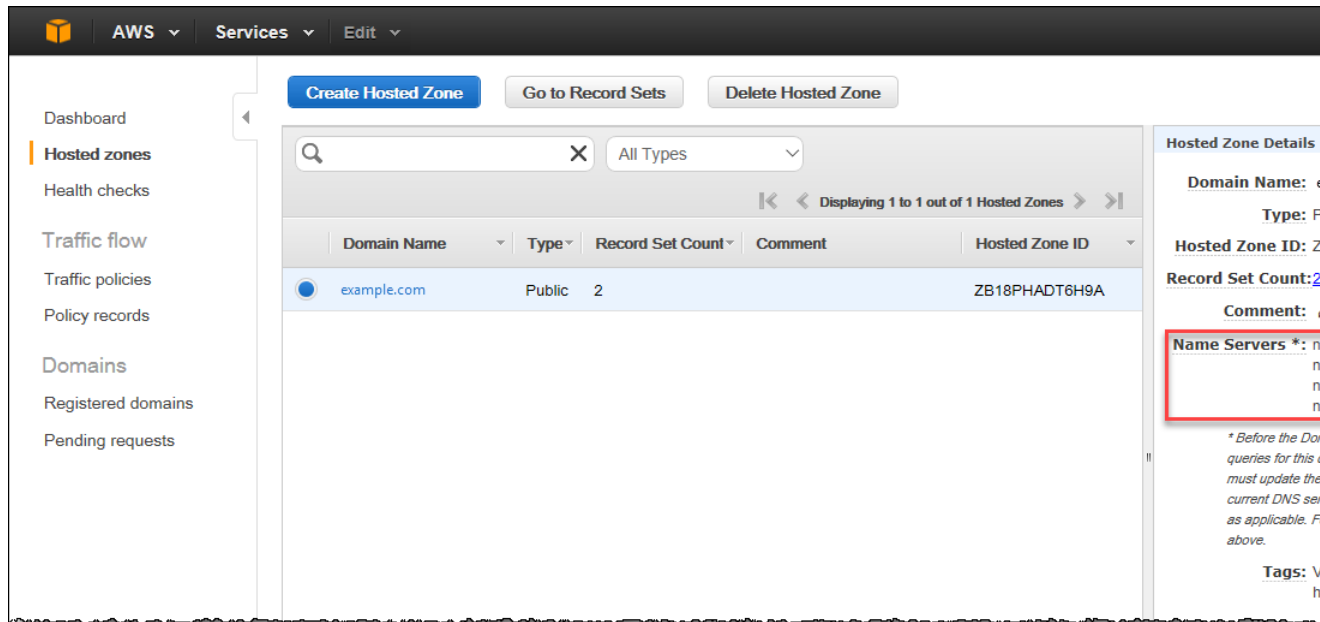 AWS Services Edit
Create Hosted Zone Go to Record Sets Delete Hosted Zone
Dashboard
Hosted zones
Health checks
Traffic flow
Traffic policies
Policy records
Domains
Registered domains
Pending requests
All Types
Displaying 1 to 1 out of 1 Hosted Zones
Domain Name Type Record Set Count Comment Hosted Zone ID
example.com Public 2 ZB18PHADT6H9A
Hosted Zone Details
Domain Name: e
Type: P
Hosted Zone ID: Z
Record Set Count: 2
Comment:
Name Servers *: n
n
n
n
* Before the Do
queries for this
must update the
current DNS se
as applicable. F
above.
Tags: V
h